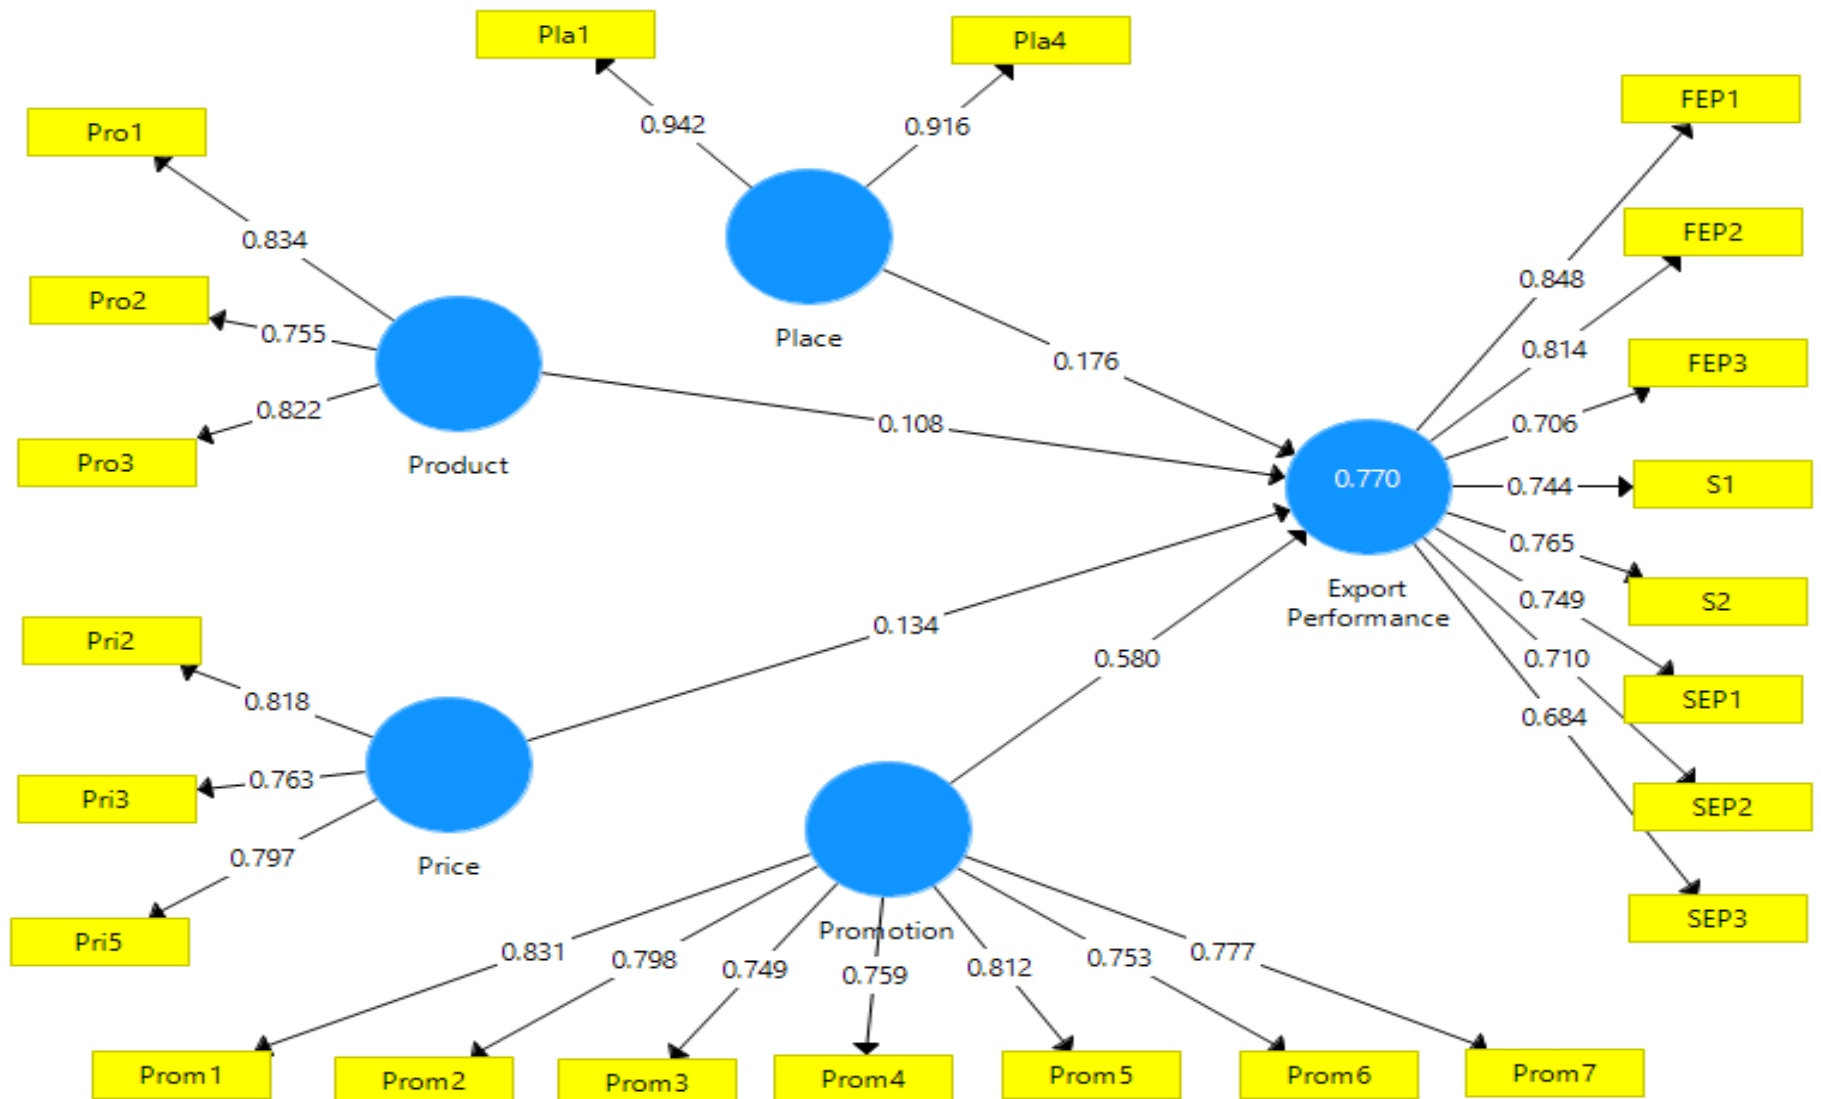 Pla1
Pla4
FEP1
Pro1
0.942
0.916
FEP2
0.834
0.848
Pro2
0.755
Place
0.814
FEP3
0.176
0.822
0.108
0.706
Pro3
Product
0.770
0.744
S1
0.765
Export
Performance
0.749
S2
0.134
Pri2
0.580
0.710
0.818
0.684
SEP1
Pri3
0.763
SEP2
0.797
Price
Pri5
Promotion
SEP3
0.831
0.798
0.749
0.759
0.812
0.753
0.777
Prom1
Prom2
Prom3
Prom4
Prom5
Prom6
Prom7